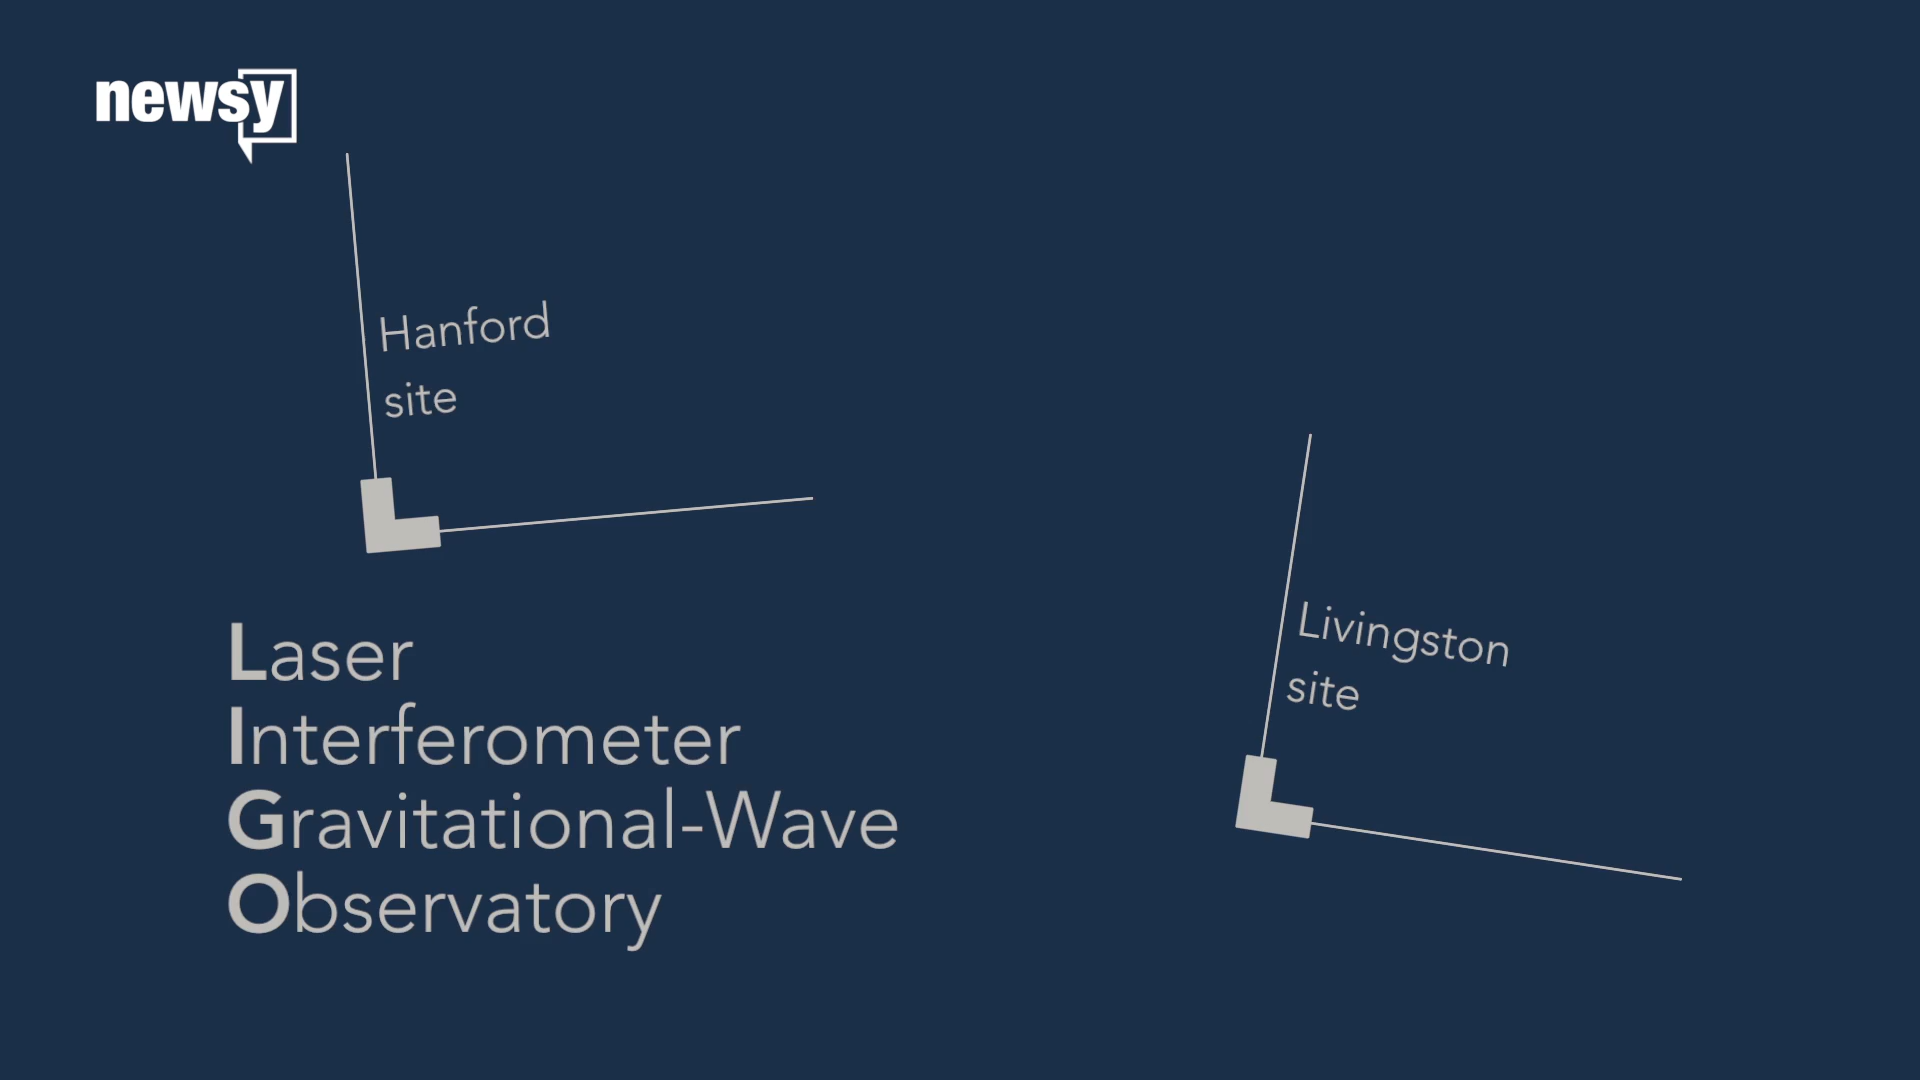 newsy
Hanford
site
Livingston
site
Laser
Interferometer
Gravitational-Wave
Observatory